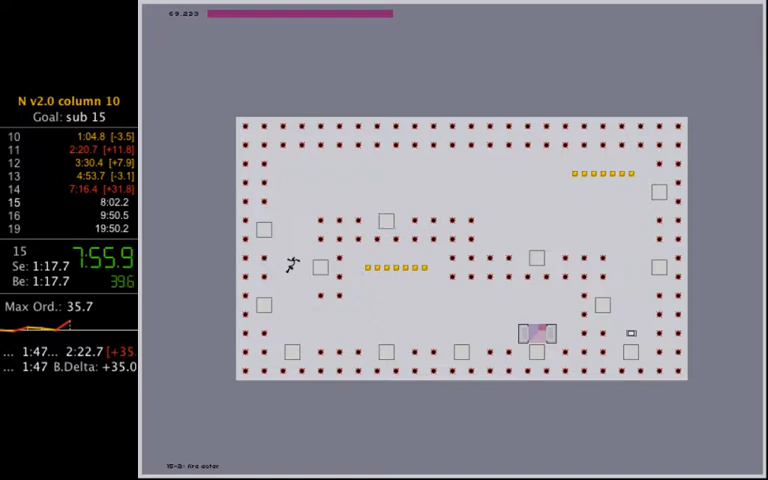 69.233
N v2.0 column 10
Goal: sub 15
10 1:04.8 [-3.5]
11 2:20.7 [+11.8]
12 3:30.4 [+7.9]
13 4:53.7 [-3.1]
14 7:16.4 [+31.8]
15 8:02.2
16 9:50.5
19 19:50.2
15
Se: 1:17.7
Be: 1:17.7
7:55.9
39.6
Max Ord.: 35.7
... 1:47... 2:22.7 [+35.
... 1:47 B.Delta: +35.0